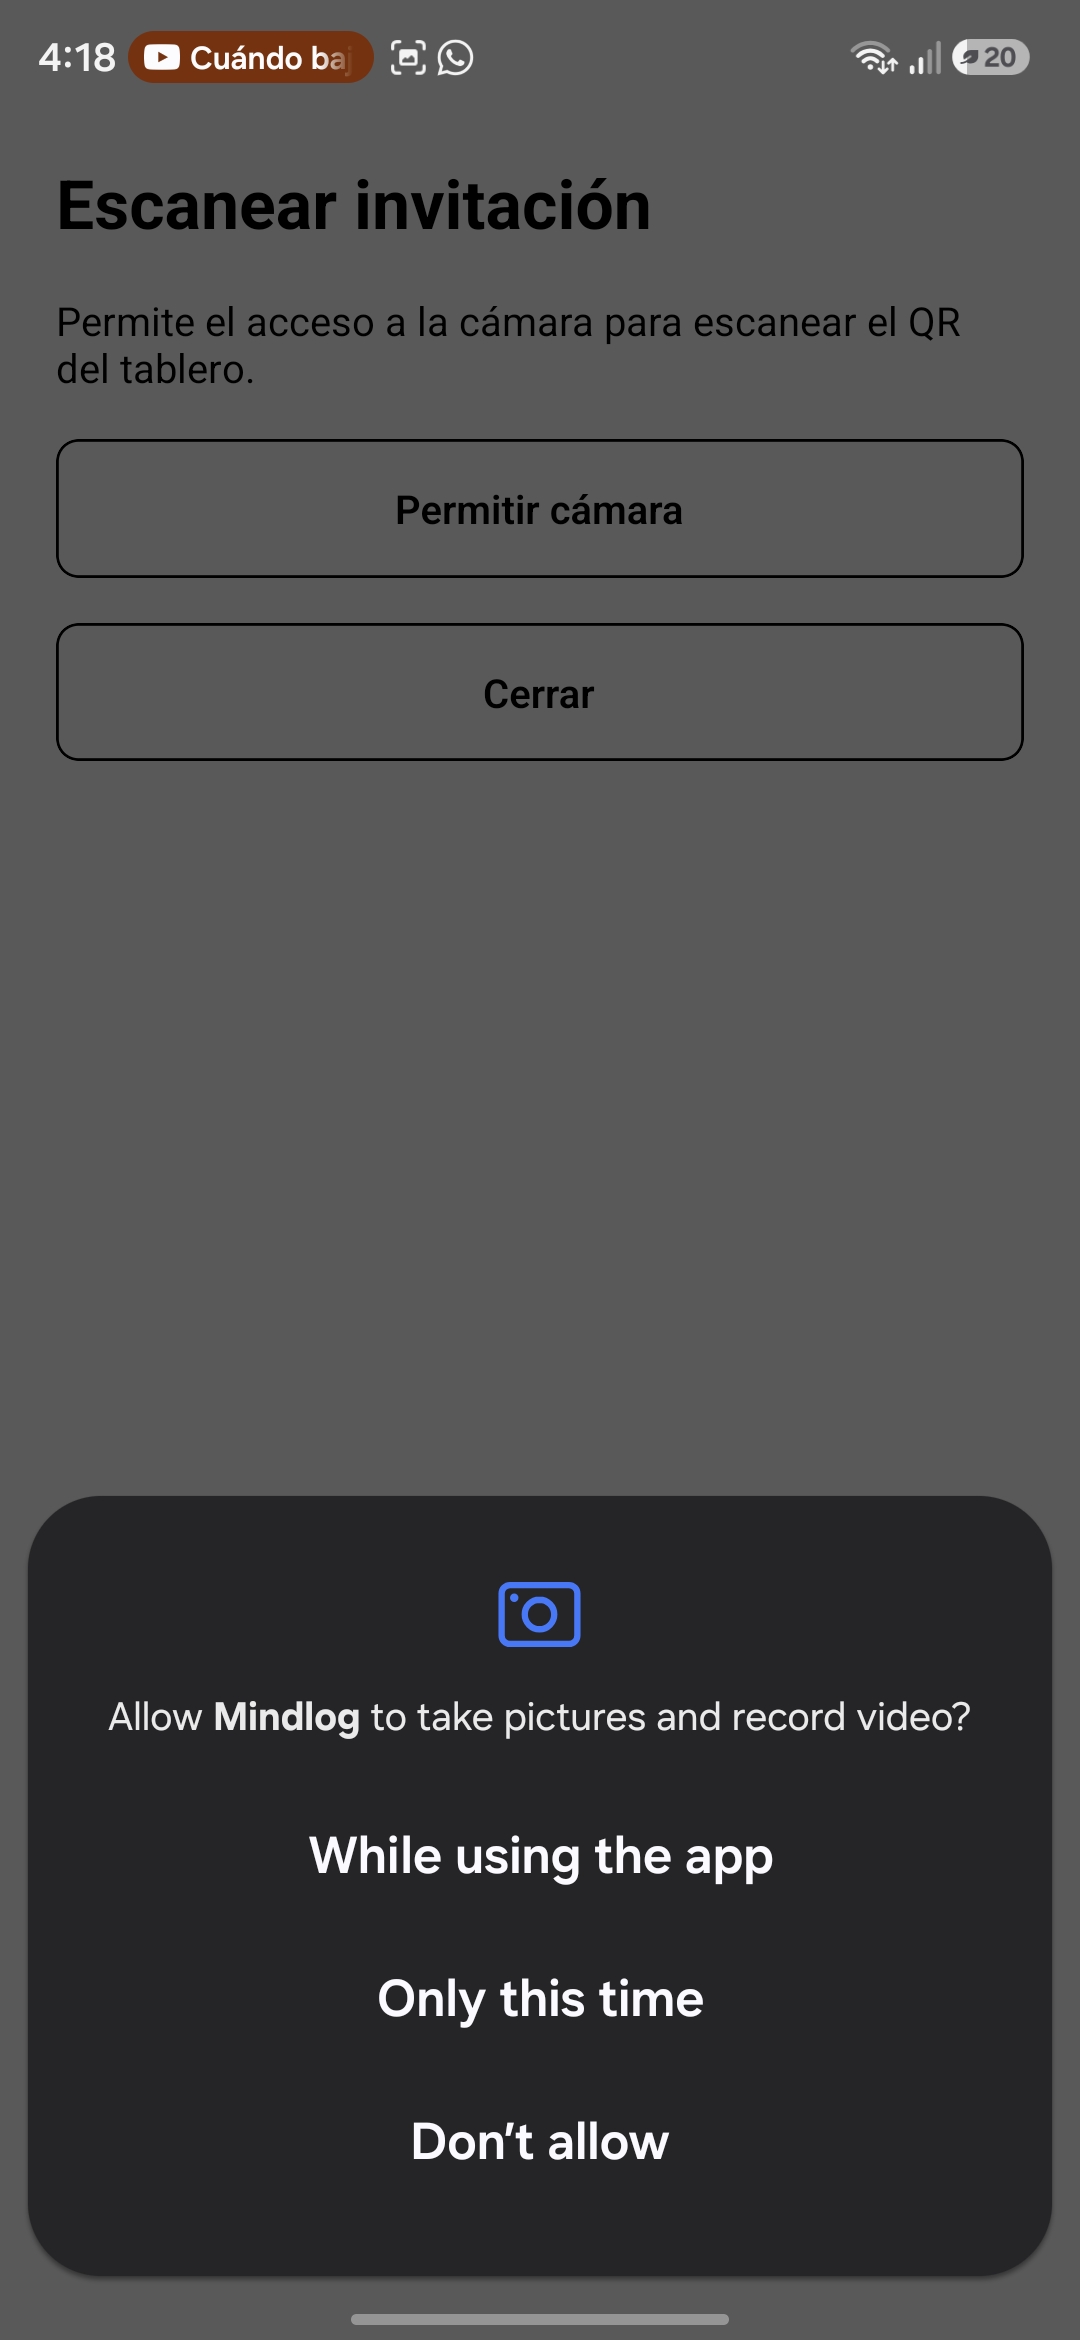 4:18 Cuándo ba 20
Escanear invitación
Permite el acceso a la cámara para escanear el QR
del tablero.
Permitir cámara
Cerrar
Allow Mindlog to take pictures and record video?
While using the app
Only this time
Don’t allow